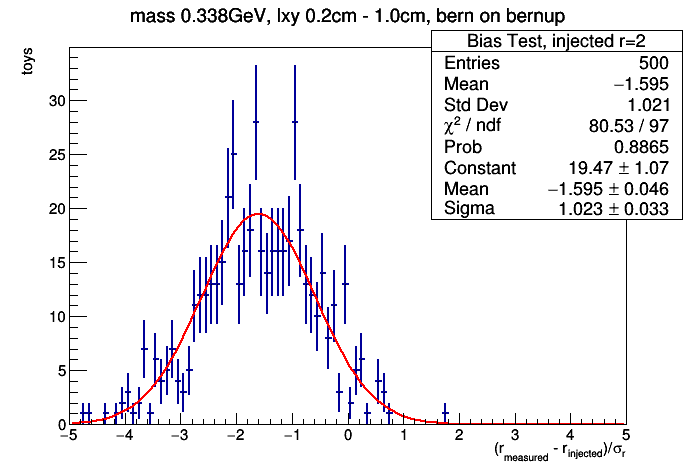 mass 0.338GeV, lxy 0.2cm - 1.0cm, bern on bernup
toys
Bias Test, injected r=2
Entries 500
Mean −1.595
Std Dev 1.021
χ² / ndf 80.53 / 97
Prob 0.8865
Constant 19.47 ± 1.07
Mean −1.595 ± 0.046
Sigma 1.023 ± 0.033
30
25
20
15
10
5
0
−5 −4 −3 −2 −1 0 1 2 3 4 5
(r_measured - r_injected)/σ_r